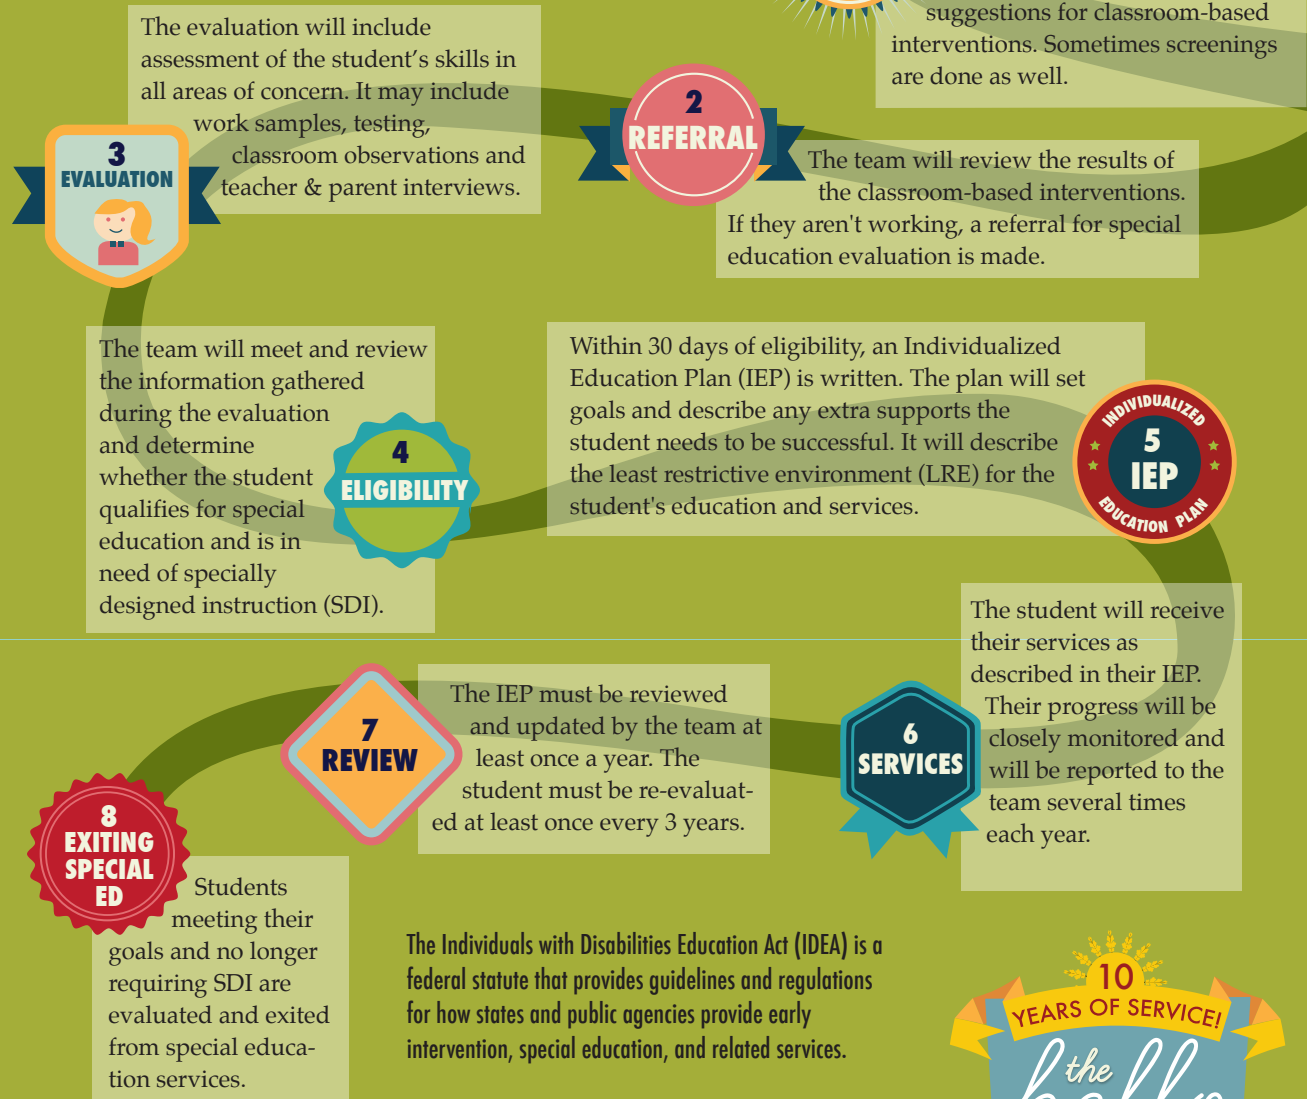 suggestions for classroom-based
interventions. Sometimes screenings
are done as well.
2
REFERRAL
The team will review the results of
the classroom-based interventions.
If they aren't working, a referral for special
education evaluation is made.
The evaluation will include
assessment of the student's skills in
all areas of concern. It may include
work samples, testing,
classroom observations and
teacher & parent interviews.
3
EVALUATION
The team will meet and review
the information gathered
during the evaluation
and determine
whether the student
qualifies for special
education and is in
need of specially
designed instruction (SDI).
4
ELIGIBILITY
Within 30 days of eligibility, an Individualized
Education Plan (IEP) is written. The plan will set
goals and describe any extra supports the
student needs to be successful. It will describe
the least restrictive environment (LRE) for the
student's education and services.
INDIVIDUALIZED
5
IEP
EDUCATION PLAN
The student will receive
their services as
described in their IEP.
Their progress will be
closely monitored and
will be reported to the
team several times
each year.
6
SERVICES
7
REVIEW
The IEP must be reviewed
and updated by the team at
least once a year. The
student must be re-evaluat-
ed at least once every 3 years.
8
EXITING
SPECIAL
ED
Students
meeting their
goals and no longer
requiring SDI are
evaluated and exited
from special educa-
tion services.
The Individuals with Disabilities Education Act (IDEA) is a
federal statute that provides guidelines and regulations
for how states and public agencies provide early
intervention, special education, and related services.
10
YEARS OF SERVICE!
the